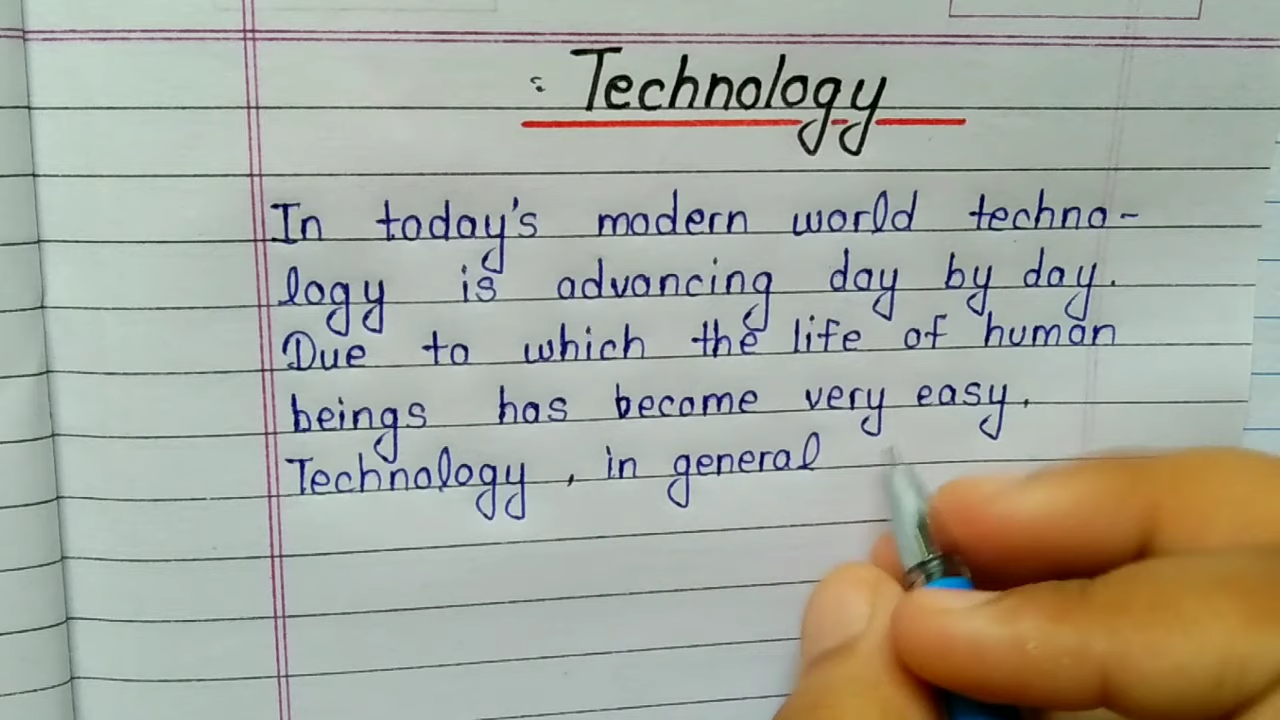 : Technology
In today's modern world techno-
logy is advancing day by day.
Due to which the life of human
beings has become very easy.
Technology, in general